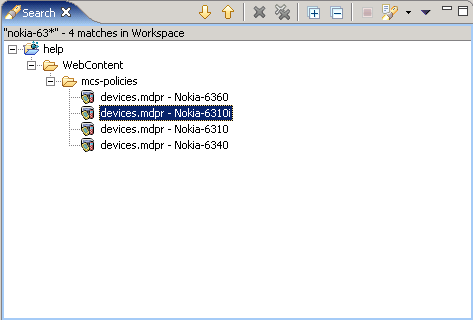 Search
"nokia-63*" - 4 matches in Workspace
help
WebContent
mcs-policies
devices.mdpr - Nokia-6360
devices.mdpr - Nokia-6310i
devices.mdpr - Nokia-6310
devices.mdpr - Nokia-6340